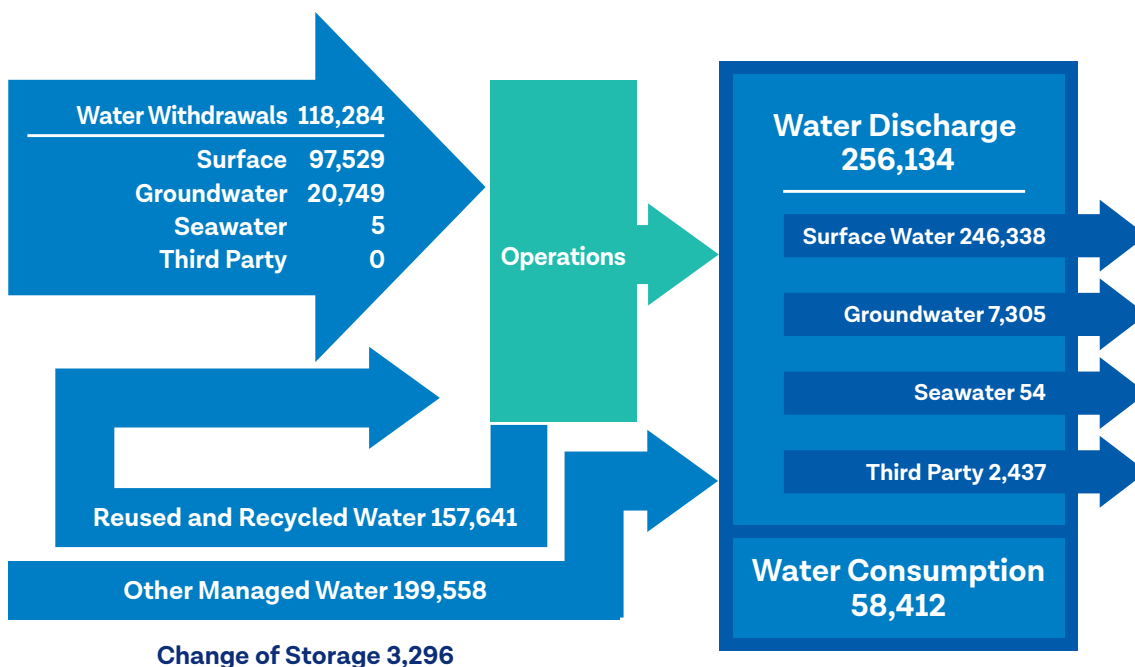 Water Withdrawals 118,284
Surface 97,529
Groundwater 20,749
Seawater 5
Third Party 0
Operations
Reused and Recycled Water 157,641
Other Managed Water 199,558
Change of Storage 3,296
Water Discharge
256,134
Surface Water 246,338
Groundwater 7,305
Seawater 54
Third Party 2,437
Water Consumption
58,412